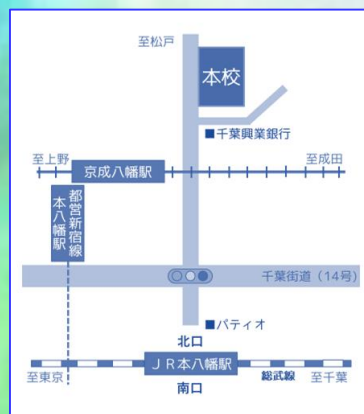 至松戸
本校
■千葉興業銀行
至上野
京成八幡駅
至成田
都営新宿線
本八幡駅
千葉街道（14号）
■パティオ
北口
ＪＲ本八幡駅
総武線
至東京
至千葉
南口